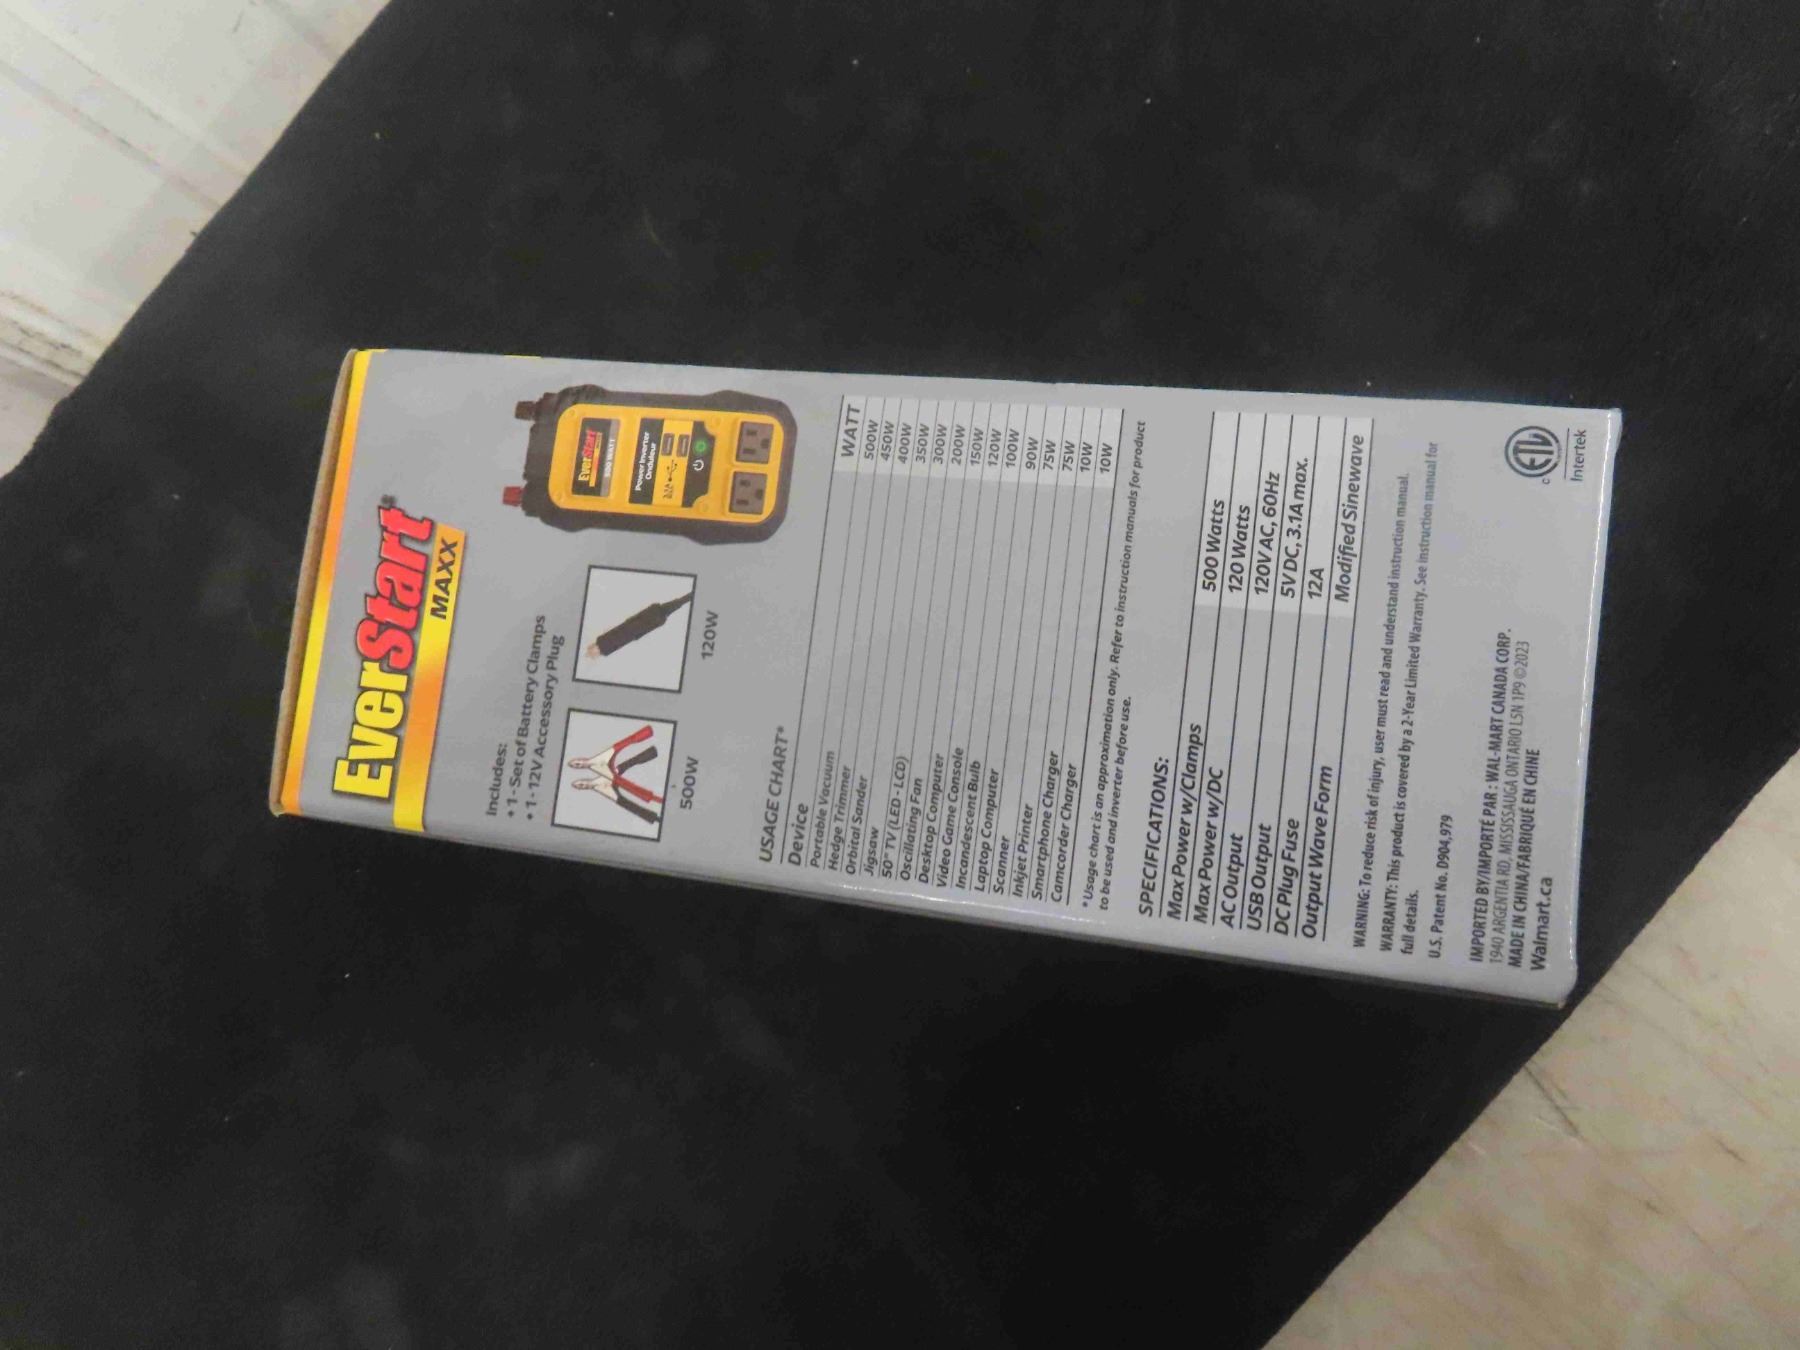 EverStart®
MAXX
Includes:
• 1 - Set of Battery Clamps
• 1 - 12V Accessory Plug
500W
120W
EverStart
500 WATT
Power Inverter
Onduleur
USAGE CHART*
Device WATT
Portable Vacuum 500W
Hedge Trimmer 450W
Orbital Sander 400W
Jigsaw 350W
50" TV (LED - LCD) 300W
Oscillating Fan 200W
Desktop Computer 150W
Video Game Console 120W
Incandescent Bulb 100W
Laptop Computer 90W
Scanner 75W
Inkjet Printer 75W
Smartphone Charger 10W
Camcorder Charger 10W
* Usage chart is an approximation only. Refer to instruction manuals for product
to be used and inverter before use.
SPECIFICATIONS:
Max Power w/Clamps 500 Watts
Max Power w/DC 120 Watts
AC Output 120V AC, 60Hz
USB Output 5V DC, 3.1A max.
DC Plug Fuse 12A
Output Wave Form Modified Sinewave
WARNING: To reduce risk of injury, user must read and understand instruction manual.
WARRANTY: This product is covered by a 2-Year Limited Warranty. See instruction manual for
full details.
U.S. Patent No. D904,979
IMPORTED BY/IMPORTÉ PAR : WAL-MART CANADA CORP.
1940 ARGENTIA RD, MISSISSAUGA ONTARIO L5N 1P9 ©2023
MADE IN CHINA/FABRIQUÉ EN CHINE
Walmart.ca
C ETL
Intertek